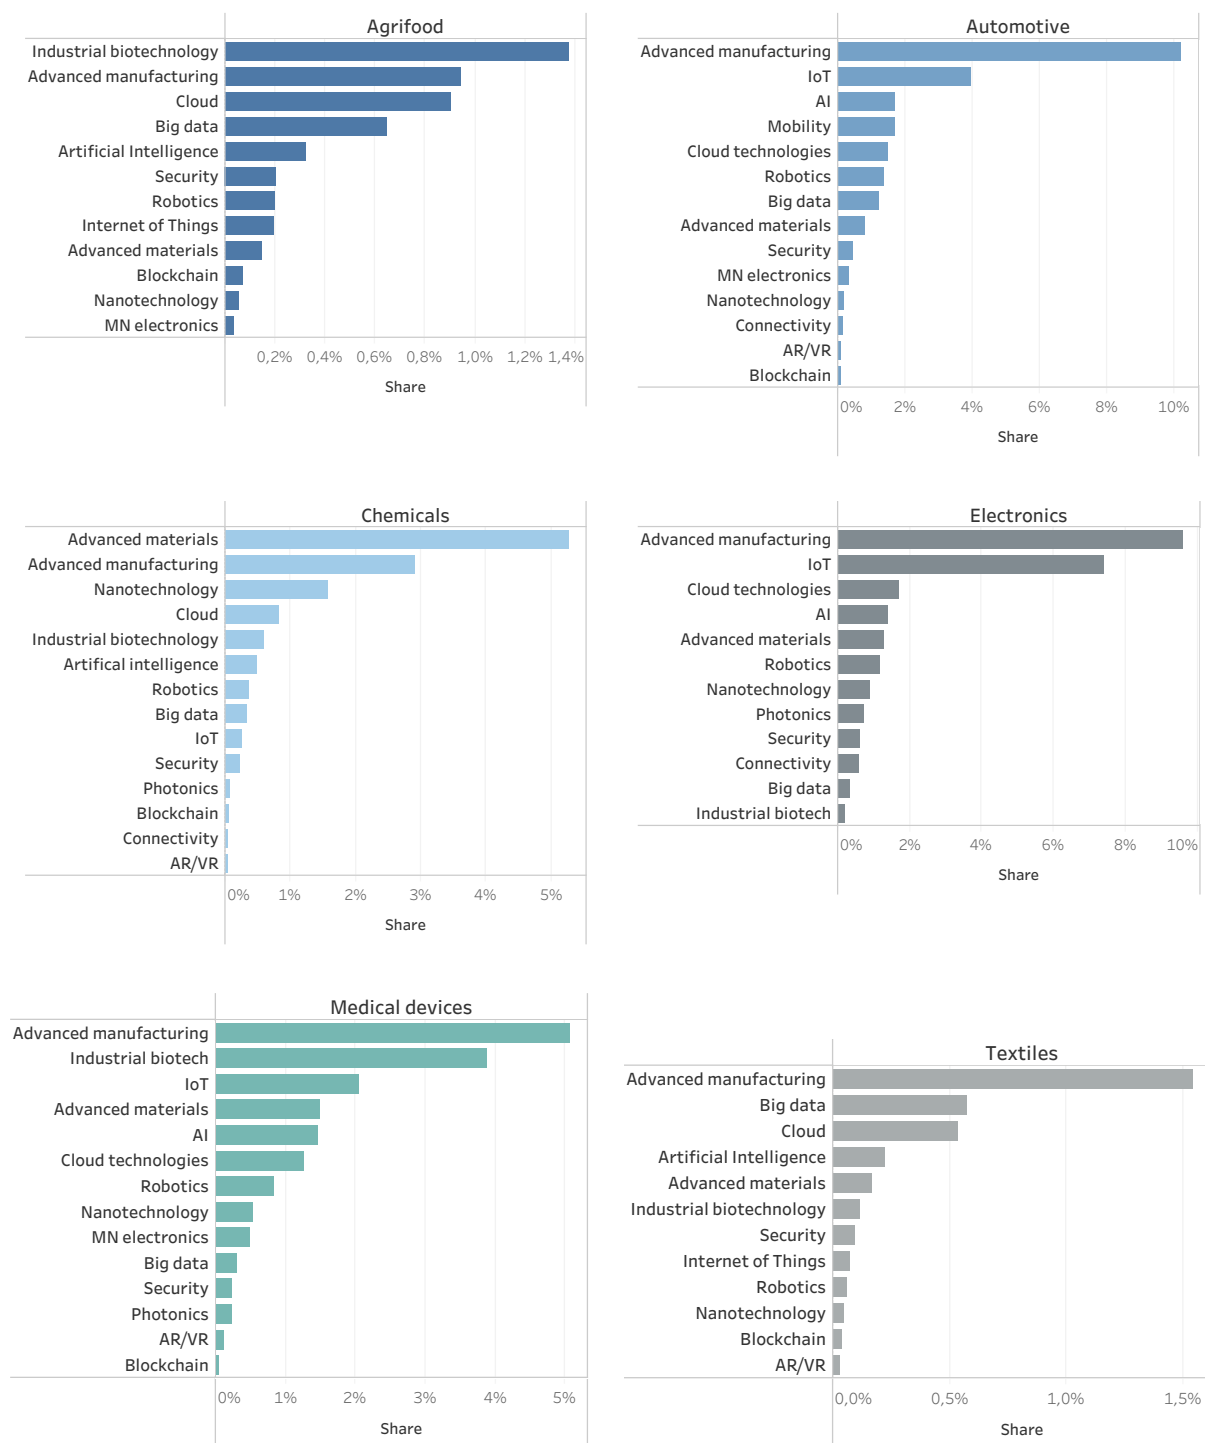 Agrifood
Industrial biotechnology
Advanced manufacturing
Cloud
Big data
Artificial Intelligence
Security
Robotics
Internet of Things
Advanced materials
Blockchain
Nanotechnology
MN electronics
0,2% 0,4% 0,6% 0,8% 1,0% 1,2% 1,4%
Share
Automotive
Advanced manufacturing
IoT
AI
Mobility
Cloud technologies
Robotics
Big data
Advanced materials
Security
MN electronics
Nanotechnology
Connectivity
AR/VR
Blockchain
0% 2% 4% 6% 8% 10%
Share
Chemicals
Advanced materials
Advanced manufacturing
Nanotechnology
Cloud
Industrial biotechnology
Artifical intelligence
Robotics
Big data
IoT
Security
Photonics
Blockchain
Connectivity
AR/VR
0% 1% 2% 3% 4% 5%
Share
Electronics
Advanced manufacturing
IoT
Cloud technologies
AI
Advanced materials
Robotics
Nanotechnology
Photonics
Security
Connectivity
Big data
Industrial biotech
0% 2% 4% 6% 8% 10%
Share
Medical devices
Advanced manufacturing
Industrial biotech
IoT
Advanced materials
AI
Cloud technologies
Robotics
Nanotechnology
MN electronics
Big data
Security
Photonics
AR/VR
Blockchain
0% 1% 2% 3% 4% 5%
Share
Textiles
Advanced manufacturing
Big data
Cloud
Artificial Intelligence
Advanced materials
Industrial biotechnology
Security
Internet of Things
Robotics
Nanotechnology
Blockchain
AR/VR
0,0% 0,5% 1,0% 1,5%
Share